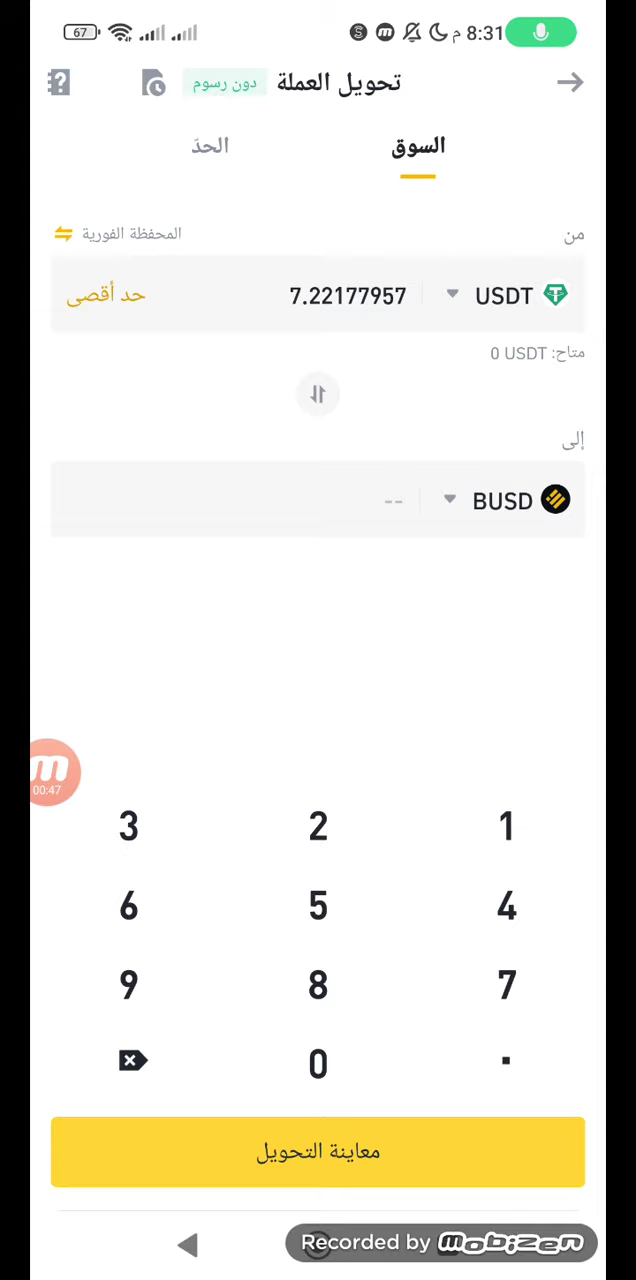 67 م 8:31
تحويل العملة دون رسوم
السوق الحدّ
من المحفظة الفورية
USDT 7.22177957 حد أقصى
متاح: 0 USDT
إلى
BUSD --
m
00:47
1 2 3
4 5 6
7 8 9
. 0
معاينة التحويل
Recorded by mobizen